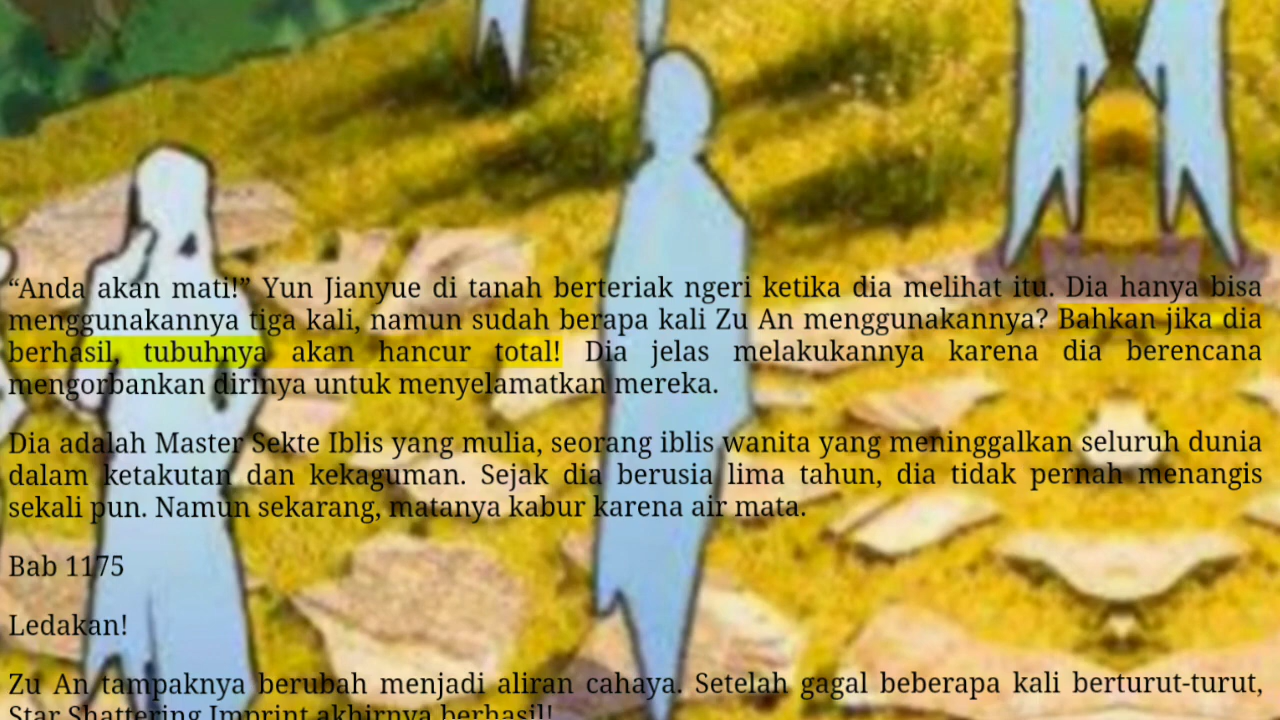 “Anda akan mati!” Yun Jianyue di tanah berteriak ngeri ketika dia melihat itu. Dia hanya bisa
menggunakannya tiga kali, namun sudah berapa kali Zu An menggunakannya? Bahkan jika dia
berhasil, tubuhnya akan hancur total! Dia jelas melakukannya karena dia berencana
mengorbankan dirinya untuk menyelamatkan mereka.
Dia adalah Master Sekte Iblis yang mulia, seorang iblis wanita yang meninggalkan seluruh dunia
dalam ketakutan dan kekaguman. Sejak dia berusia lima tahun, dia tidak pernah menangis
sekali pun. Namun sekarang, matanya kabur karena air mata.
Bab 1175
Ledakan!
Zu An tampaknya berubah menjadi aliran cahaya. Setelah gagal beberapa kali berturut-turut,
Star Shattering Imprint akhirnya berhasil!